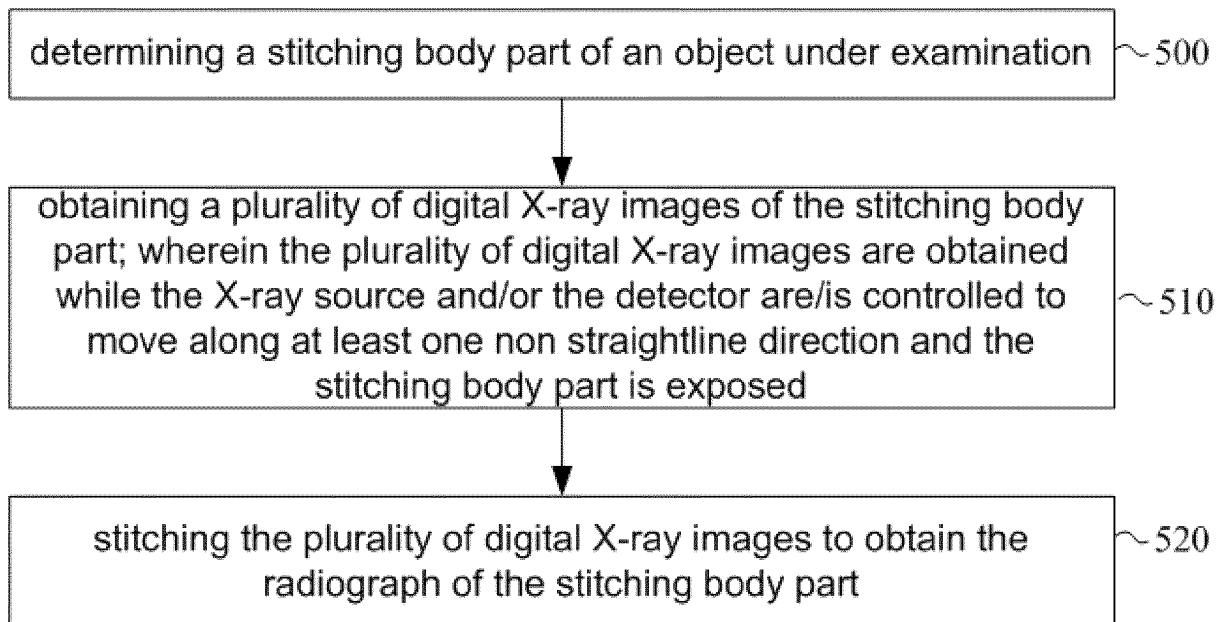 determining a stitching body part of an object under examination 500
obtaining a plurality of digital X-ray images of the stitching body
part; wherein the plurality of digital X-ray images are obtained
while the X-ray source and/or the detector are/is controlled to
move along at least one non straightline direction and the
stitching body part is exposed
510
stitching the plurality of digital X-ray images to obtain the
radiograph of the stitching body part
520